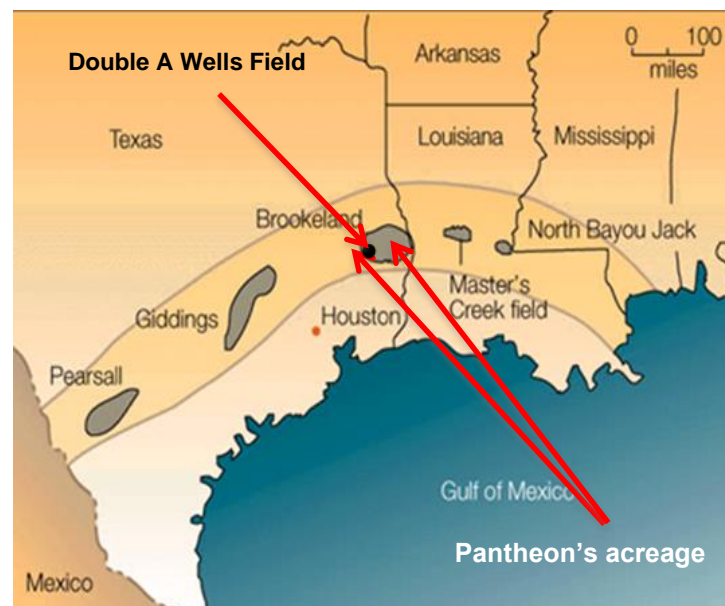 Double A Wells Field
Arkansas
0 100
miles
Texas
Louisiana
Mississippi
Brookeland
North Bayou Jack
Master's
Creek field
Giddings
Houston
Pearsall
Gulf of Mexico
Pantheon’s acreage
Mexico